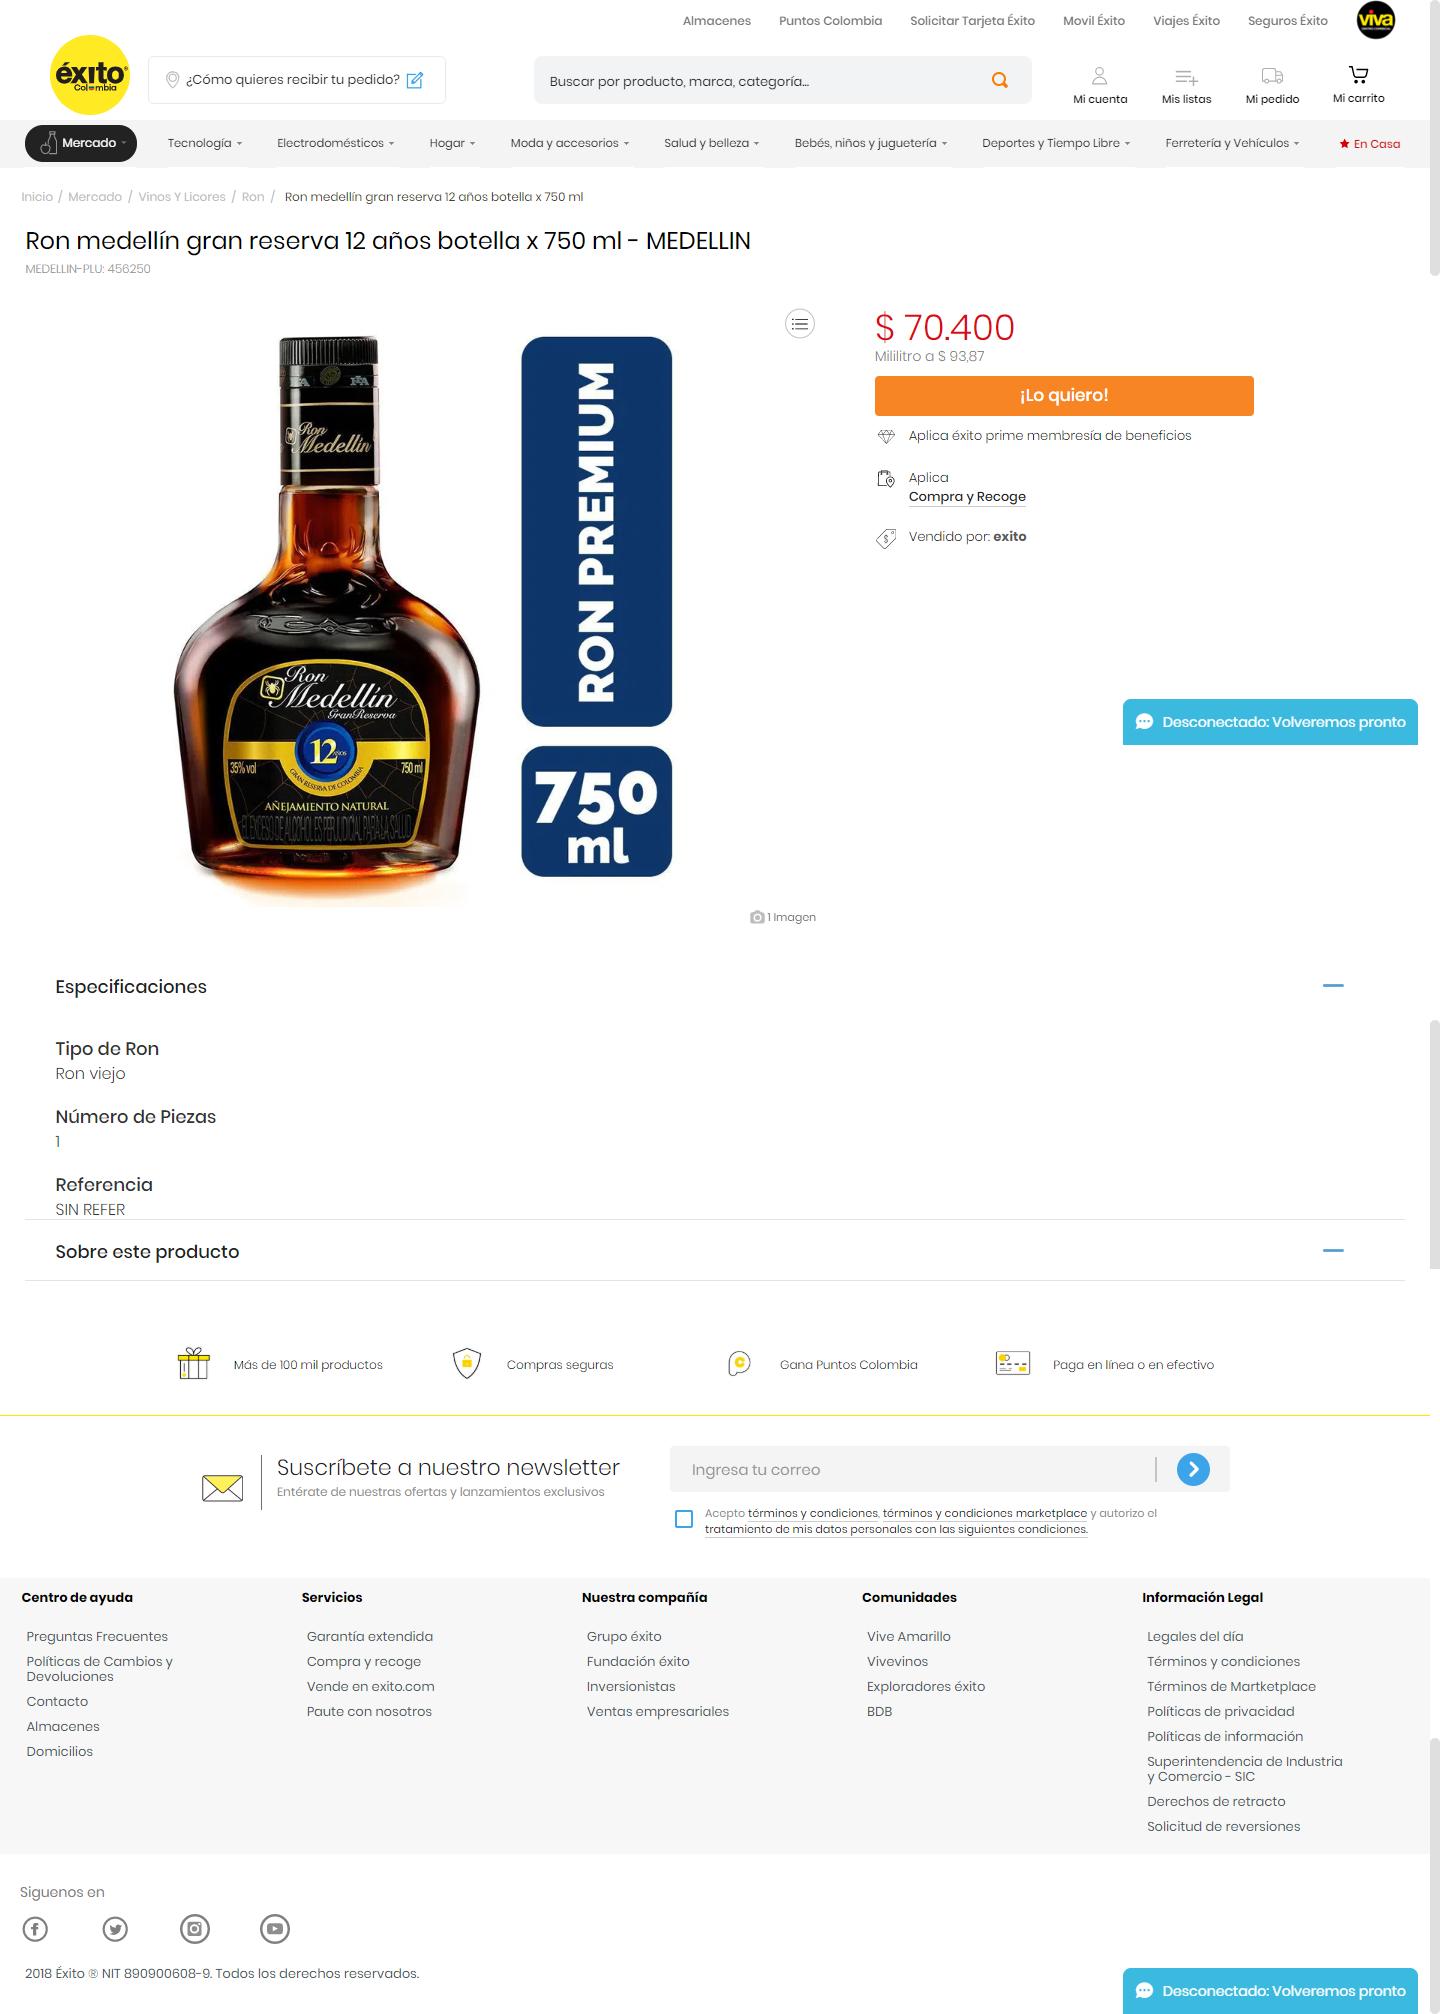 Almacenes Puntos Colombia Solicitar Tarjeta Éxito Movil Éxito Viajes Éxito Seguros Éxito viva
éxito
Colombia
¿Cómo quieres recibir tu pedido?
Buscar por producto, marca, categoría...
Mi cuenta Mis listas Mi pedido Mi carrito
Mercado Tecnología Electrodomésticos Hogar Moda y accesorios Salud y belleza Bebés, niños y juguetería Deportes y Tiempo Libre Ferretería y Vehículos En Casa
Inicio / Mercado / Vinos Y Licores / Ron / Ron medellín gran reserva 12 años botella x 750 ml
Ron medellín gran reserva 12 años botella x 750 ml - MEDELLIN
MEDELLIN-PLU: 456250
Ron
Medellín
Ron
Medellín
Gran Reserva
12 AÑOS
35% vol
750 ml
GRAN RESERVA DE COLOMBIA
AÑEJAMIENTO NATURAL
EL EXCESO DE ALCOHOL ES PERJUDICIAL PARA LA SALUD
RON PREMIUM
750
ml
1 Imagen
$ 70.400
Mililitro a $ 93,87
¡Lo quiero!
Aplica éxito prime membresía de beneficios
Aplica
Compra y Recoge
Vendido por: exito
Desconectado: Volveremos pronto
Especificaciones
Tipo de Ron
Ron viejo
Número de Piezas
1
Referencia
SIN REFER
Sobre este producto
Más de 100 mil productos Compras seguras Gana Puntos Colombia Paga en línea o en efectivo
Suscríbete a nuestro newsletter
Entérate de nuestras ofertas y lanzamientos exclusivos
Ingresa tu correo
Acepto términos y condiciones, términos y condiciones marketplace y autorizo el
tratamiento de mis datos personales con las siguientes condiciones.
Centro de ayuda
Preguntas Frecuentes
Políticas de Cambios y
Devoluciones
Contacto
Almacenes
Domicilios
Servicios
Garantía extendida
Compra y recoge
Vende en exito.com
Paute con nosotros
Nuestra compañía
Grupo éxito
Fundación éxito
Inversionistas
Ventas empresariales
Comunidades
Vive Amarillo
Vivevinos
Exploradores éxito
BDB
Información Legal
Legales del día
Términos y condiciones
Términos de Martketplace
Políticas de privacidad
Políticas de información
Superintendencia de Industria
y Comercio - SIC
Derechos de retracto
Solicitud de reversiones
Siguenos en
2018 Éxito ® NIT 890900608-9. Todos los derechos reservados.
Desconectado: Volveremos pronto